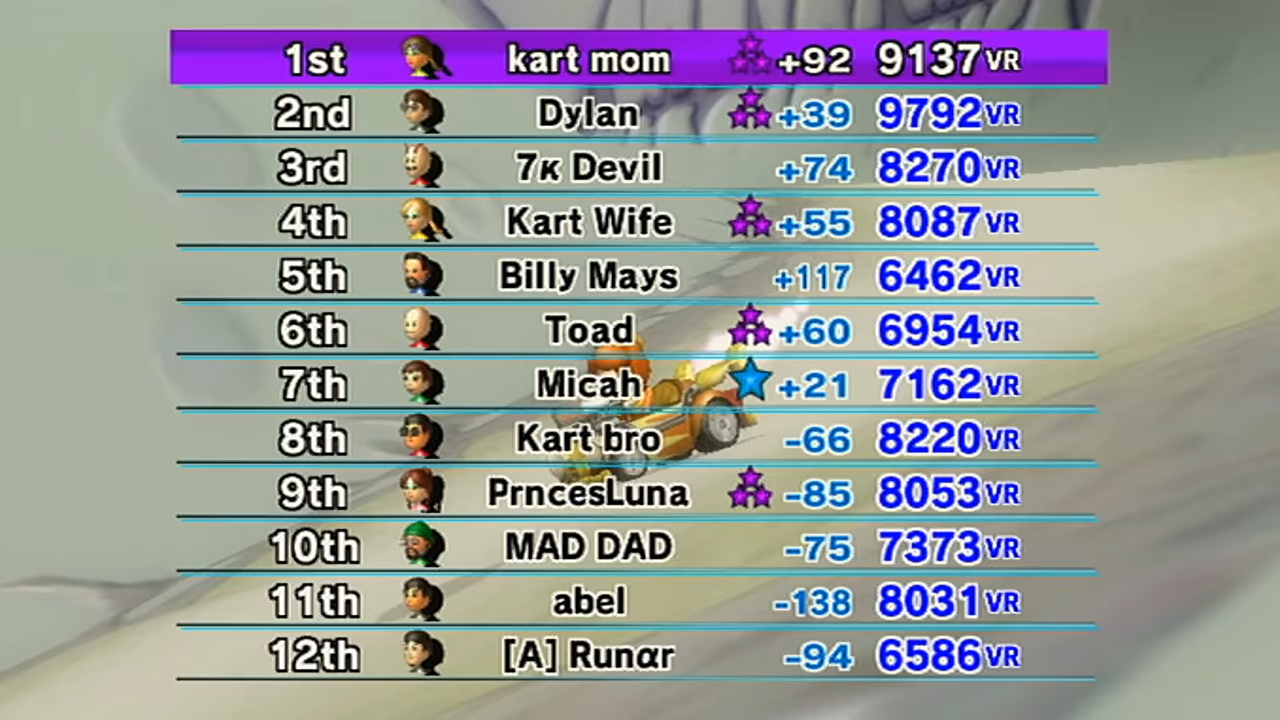 1st kart mom +92 9137VR
2nd Dylan +39 9792VR
3rd 7κ Devil +74 8270VR
4th Kart Wife +55 8087VR
5th Billy Mays +117 6462VR
6th Toad +60 6954VR
7th Micah +21 7162VR
8th Kart bro -66 8220VR
9th PrncesLuna -85 8053VR
10th MAD DAD -75 7373VR
11th abel -138 8031VR
12th [A] Runαr -94 6586VR